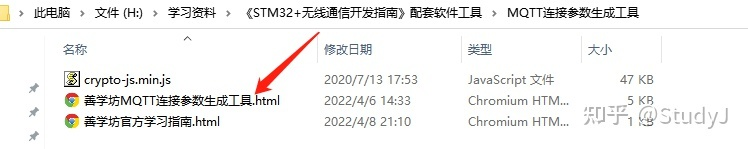 此电脑 > 文件 (H:) > 学习资料 > 《STM32+无线通信开发指南》配套软件工具 > MQTT连接参数生成工具
名称 修改日期 类型 大小
crypto-js.min.js 2020/7/13 17:53 JavaScript 文件 47 KB
善学坊MQTT连接参数生成工具.html 2022/4/6 14:33 Chromium HTM... 5 KB
善学坊官方学习指南.html 2022/4/8 21:10 Chromium HTM... 1 KB
知乎 @StudyJ